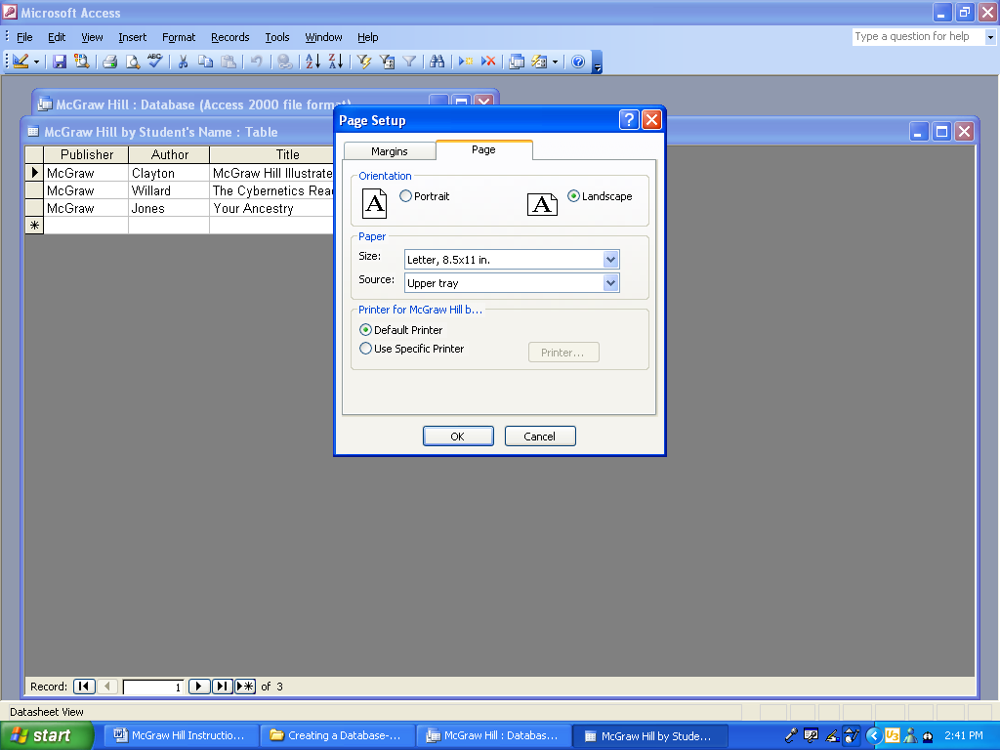 Microsoft Access
File Edit View Insert Format Records Tools Window Help
Type a question for help
McGraw Hill : Database (Access 2000 file format)
McGraw Hill by Student's Name : Table
Publisher Author Title
McGraw Clayton McGraw Hill Illustrate
McGraw Willard The Cybernetics Rea
McGraw Jones Your Ancestry
Page Setup
Margins Page
Orientation
A Portrait A Landscape
Paper
Size: Letter, 8.5x11 in.
Source: Upper tray
Printer for McGraw Hill b...
Default Printer
Use Specific Printer Printer...
OK Cancel
Record: 1 of 3
Datasheet View
start McGraw Hill Instructio... Creating a Database-... McGraw Hill : Databas... McGraw Hill by Stude... U3 2:41 PM